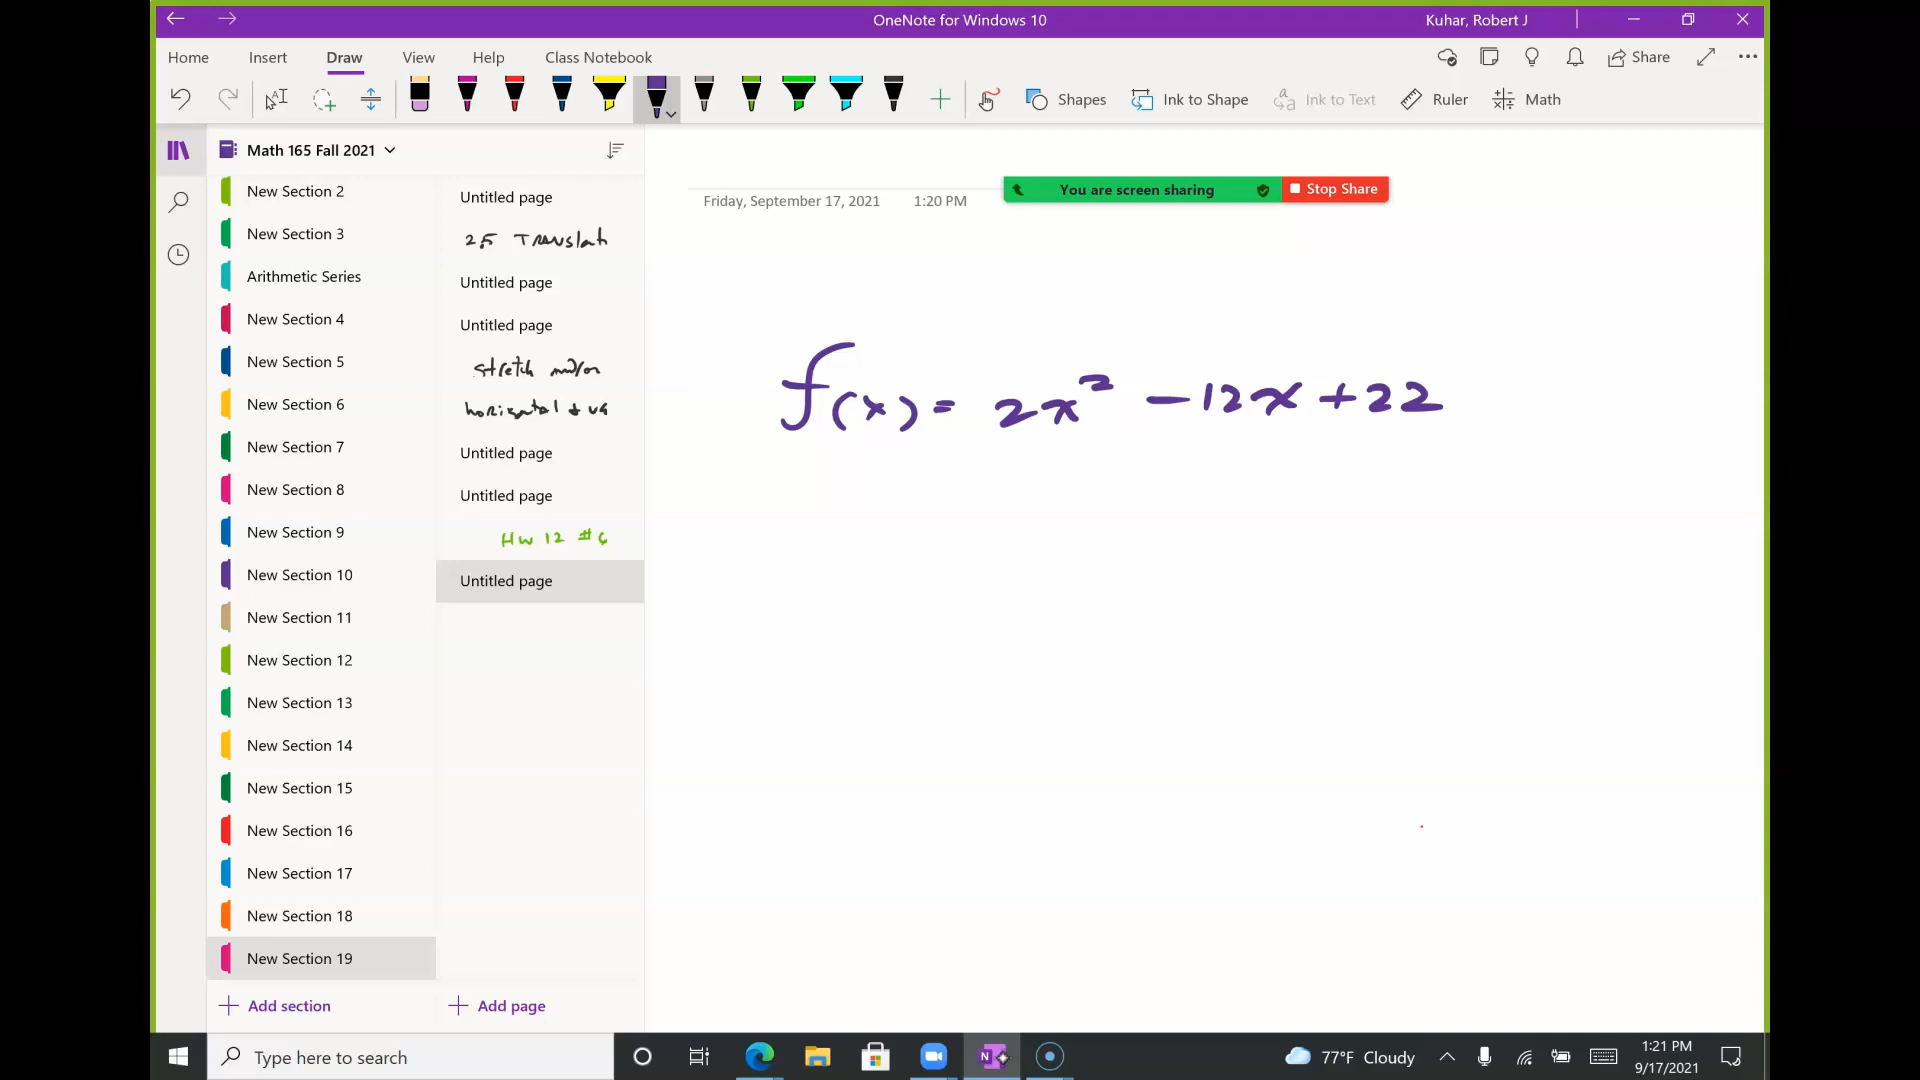 OneNote for Windows 10
Kuhar, Robert J
Home Insert Draw View Help Class Notebook
Share
Shapes Ink to Shape Ink to Text Ruler Math
Math 165 Fall 2021
New Section 2
New Section 3
Arithmetic Series
New Section 4
New Section 5
New Section 6
New Section 7
New Section 8
New Section 9
New Section 10
New Section 11
New Section 12
New Section 13
New Section 14
New Section 15
New Section 16
New Section 17
New Section 18
New Section 19
Add section
Untitled page
2.5 Translati
Untitled page
Untitled page
stretch and/or
horizontal +
Untitled page
Untitled page
HW 12 #6
Untitled page
Add page
You are screen sharing Stop Share
Friday, September 17, 2021 1:20 PM
f(x) = 2x² - 12x + 22
Type here to search
77°F Cloudy
1:21 PM
9/17/2021